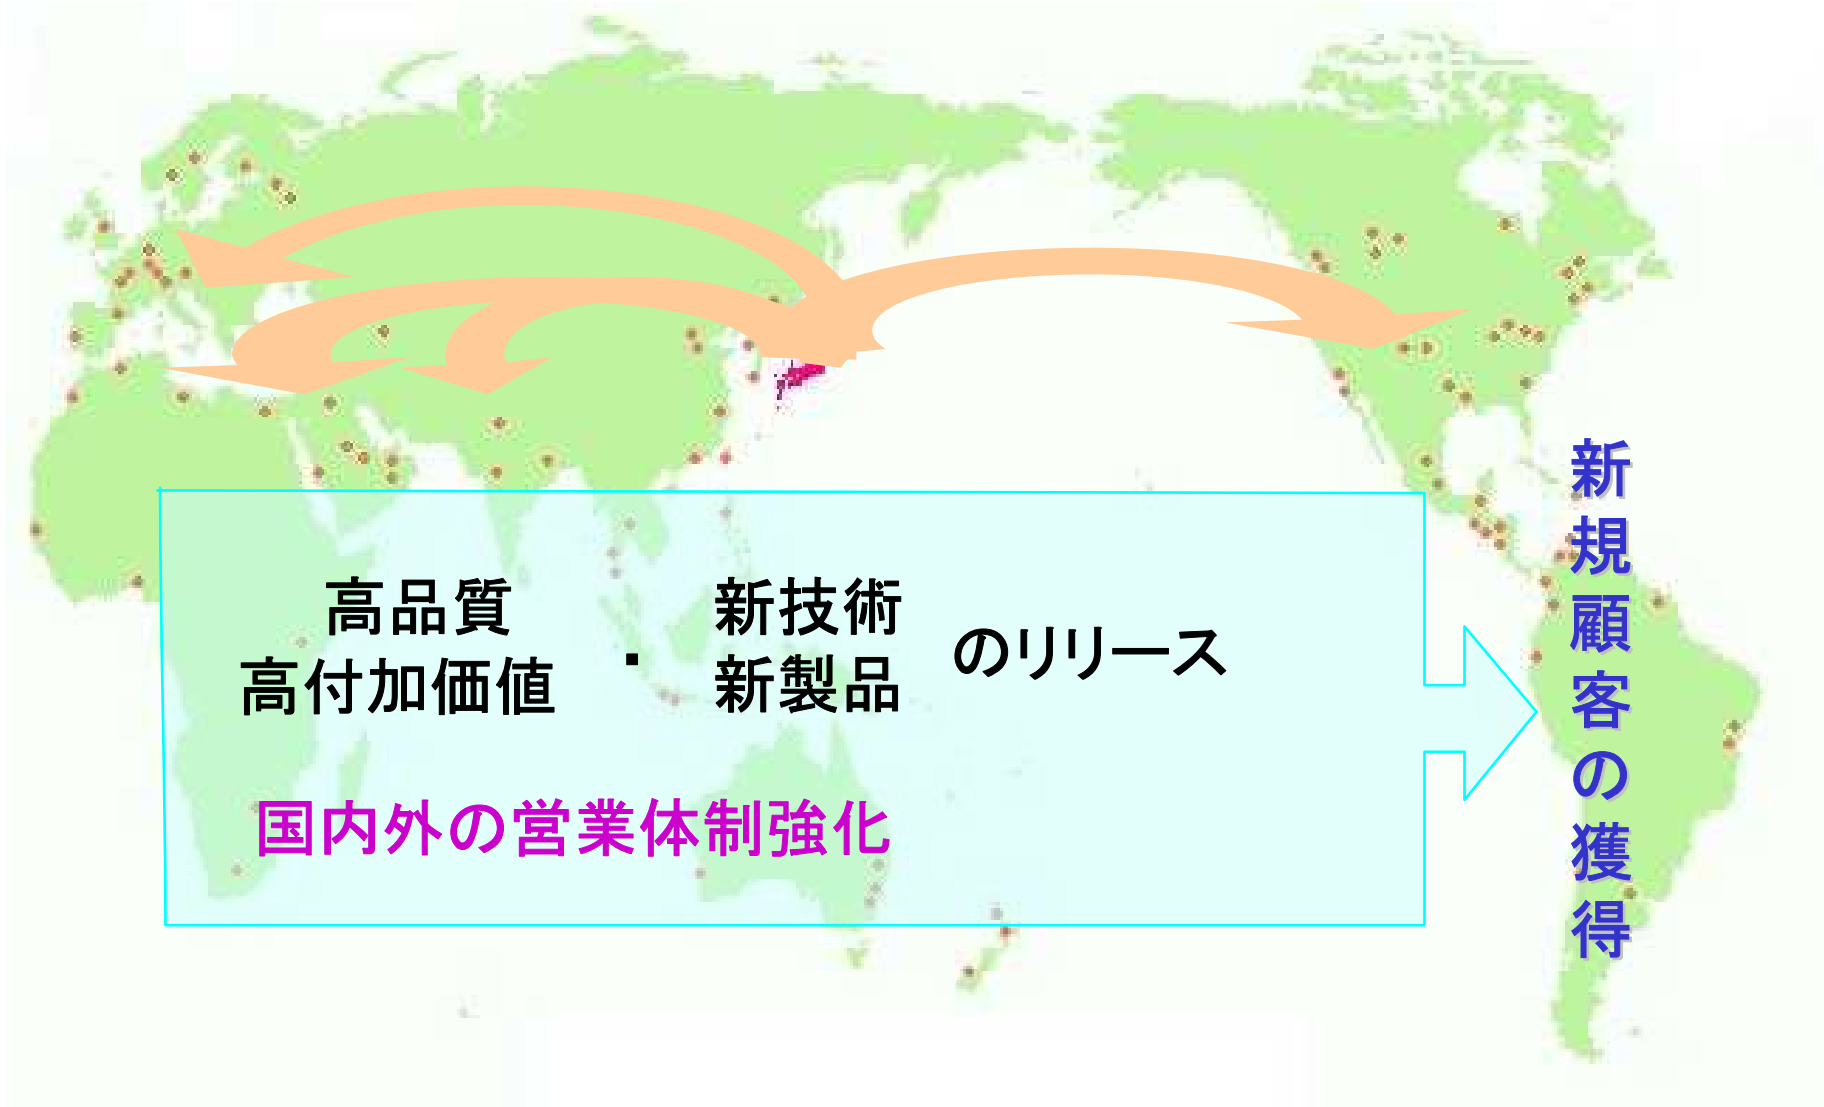 高品質
高付加価値
・
新技術
新製品
のリリース
国内外の営業体制強化
新規顧客の獲得